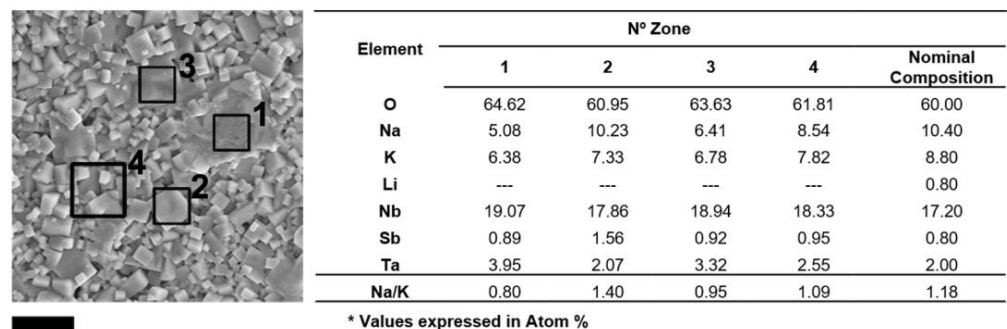 3
1
4
2
Element Nº Zone
1 2 3 4 Nominal Composition
O 64.62 60.95 63.63 61.81 60.00
Na 5.08 10.23 6.41 8.54 10.40
K 6.38 7.33 6.78 7.82 8.80
Li --- --- --- --- 0.80
Nb 19.07 17.86 18.94 18.33 17.20
Sb 0.89 1.56 0.92 0.95 0.80
Ta 3.95 2.07 3.32 2.55 2.00
Na/K 0.80 1.40 0.95 1.09 1.18
* Values expressed in Atom %